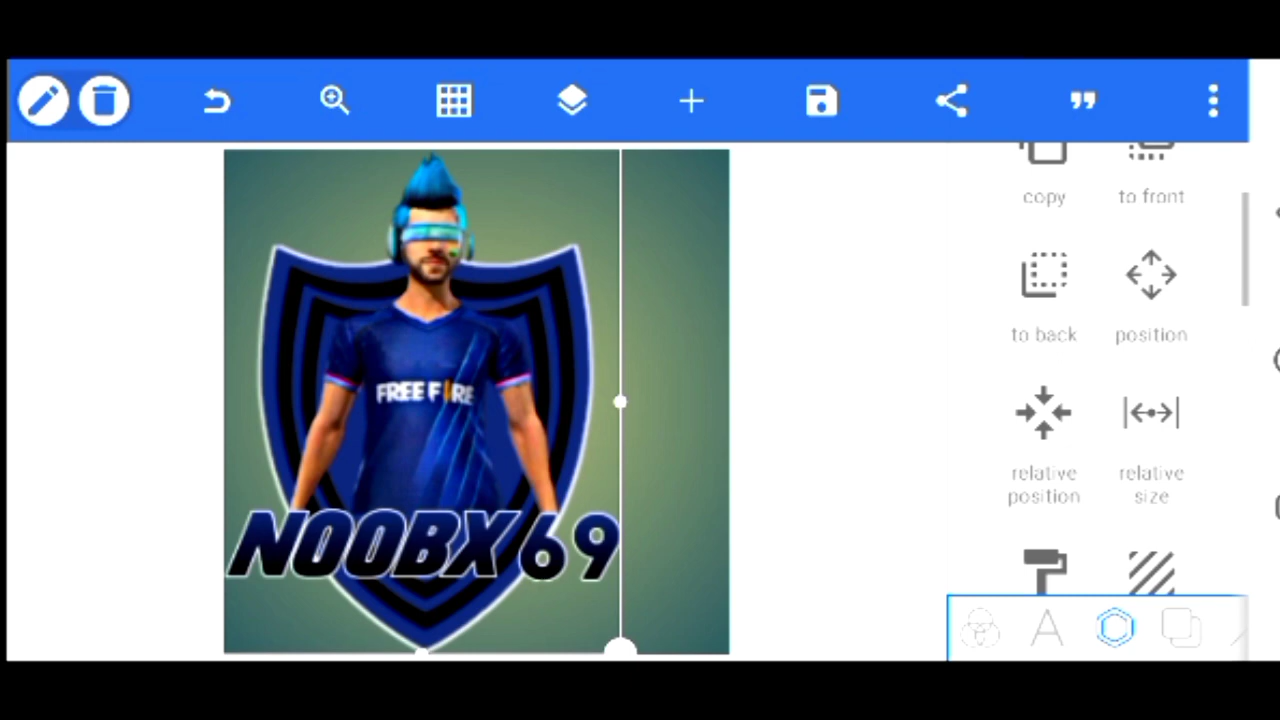 copy
to front
to back
position
relative
position
relative
size
FREE FIRE
NOOBX 69